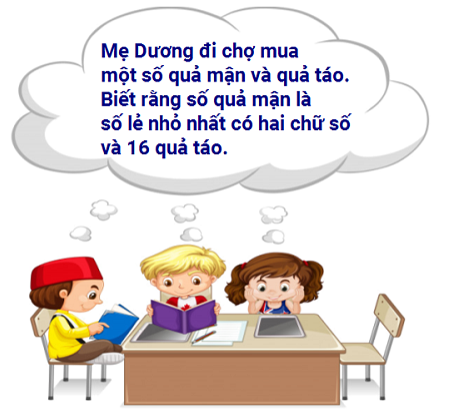 Mẹ Dương đi chợ mua
một số quả mận và quả táo.
Biết rằng số quả mận là
số lẻ nhỏ nhất có hai chữ số
và 16 quả táo.